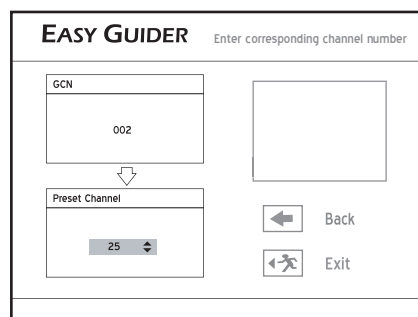 EASY GUIDER Enter corresponding channel number
GCN
002
Preset Channel
25
Back
Exit